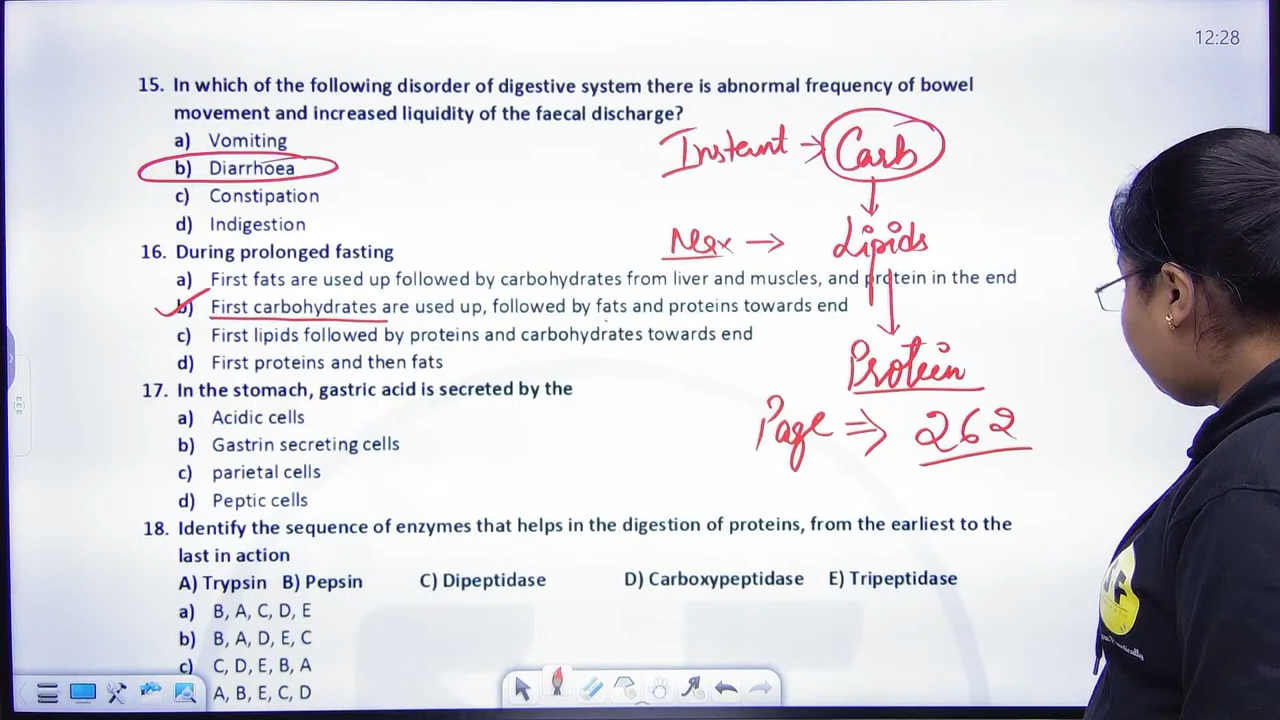 12:28
15. In which of the following disorder of digestive system there is abnormal frequency of bowel
movement and increased liquidity of the faecal discharge?
a) Vomiting
b) Diarrhoea
c) Constipation
d) Indigestion
Instant → Carb
16. During prolonged fasting
Max → Lipids
a) First fats are used up followed by carbohydrates from liver and muscles, and protein in the end
b) First carbohydrates are used up, followed by fats and proteins towards end
c) First lipids followed by proteins and carbohydrates towards end
d) First proteins and then fats
Protein
17. In the stomach, gastric acid is secreted by the
a) Acidic cells
b) Gastrin secreting cells
c) parietal cells
d) Peptic cells
Page ⇒ 262
18. Identify the sequence of enzymes that helps in the digestion of proteins, from the earliest to the
last in action
A) Trypsin B) Pepsin C) Dipeptidase D) Carboxypeptidase E) Tripeptidase
a) B, A, C, D, E
b) B, A, D, E, C
c) C, D, E, B, A
A, B, E, C, D